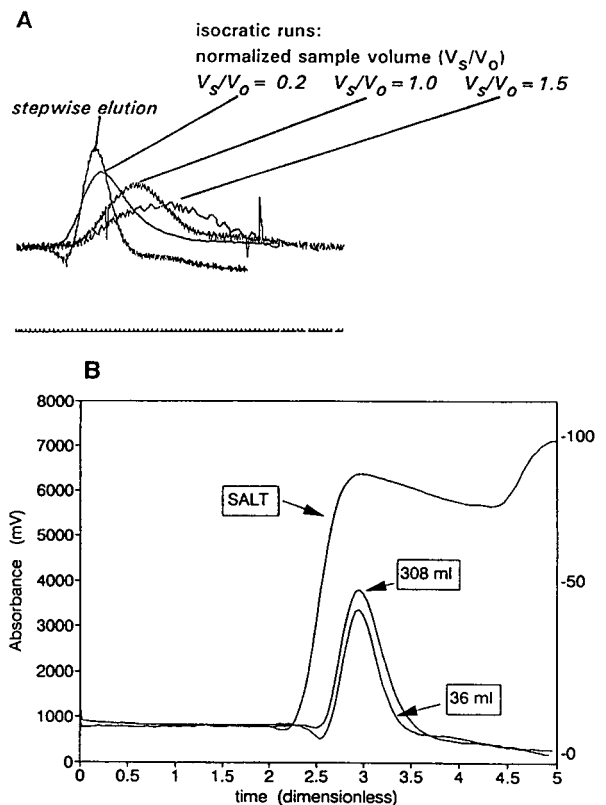 A
isocratic runs:
normalized sample volume (Vs/Vo)
Vs/Vo = 0.2 Vs/Vo = 1.0 Vs/Vo = 1.5
stepwise elution
B
8000
7000
6000
5000
4000
3000
2000
1000
0
Absorbance (mV)
SALT
308 ml
36 ml
-100
-50
-0
0 0.5 1 1.5 2 2.5 3 3.5 4 4.5 5
time (dimensionless)